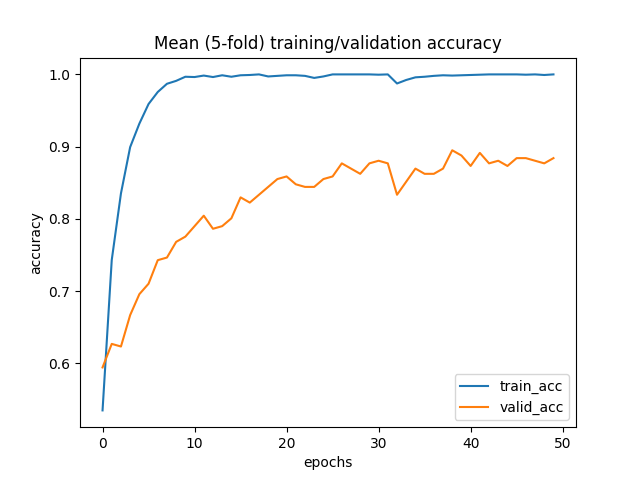 Mean (5-fold) training/validation accuracy
accuracy
1.0
0.9
0.8
0.7
0.6
train_acc
valid_acc
0 10 20 30 40 50
epochs